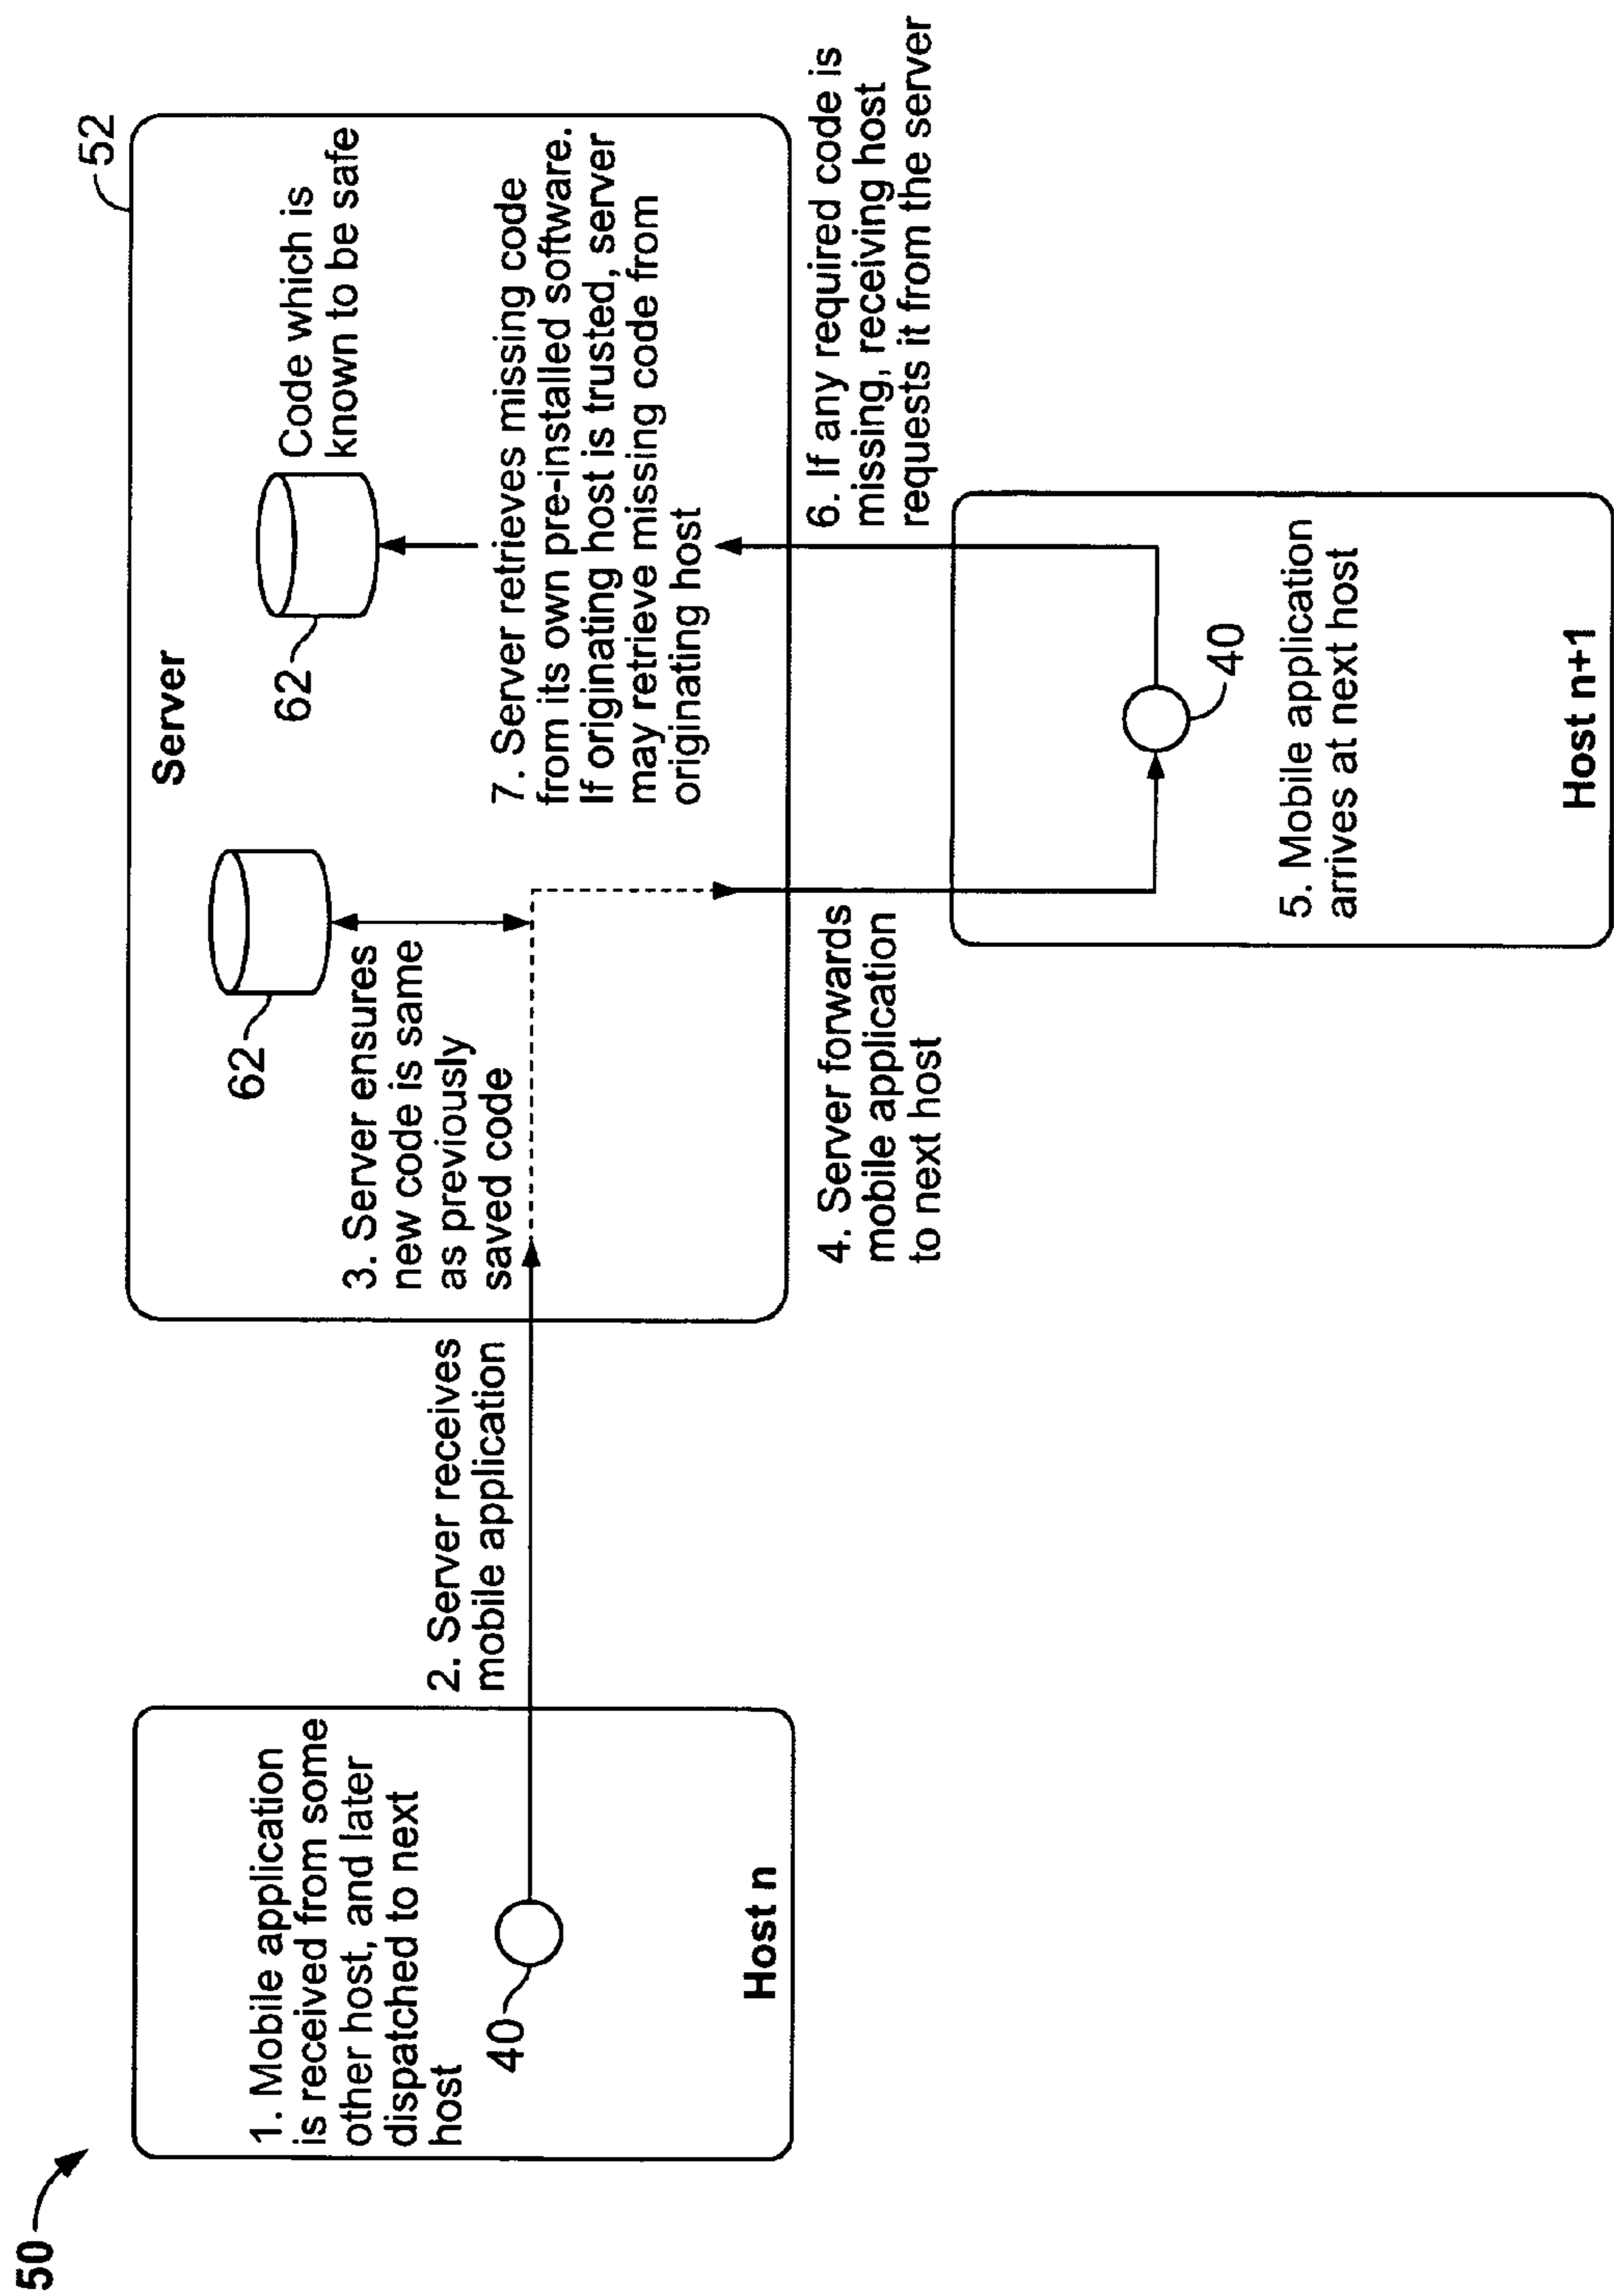 50
1. Mobile application
is received from some
other host, and later
dispatched to next
host
40
Host n
2. Server receives
mobile application
52
Server
62
3. Server ensures
new code is same
as previously
saved code
62
Code which is
known to be safe
7. Server retrieves missing code
from its own pre-installed software.
If originating host is trusted, server
may retrieve missing code from
originating host
4. Server forwards
mobile application
to next host
6. If any required code is
missing, receiving host
requests it from the server
40
5. Mobile application
arrives at next host
Host n+1